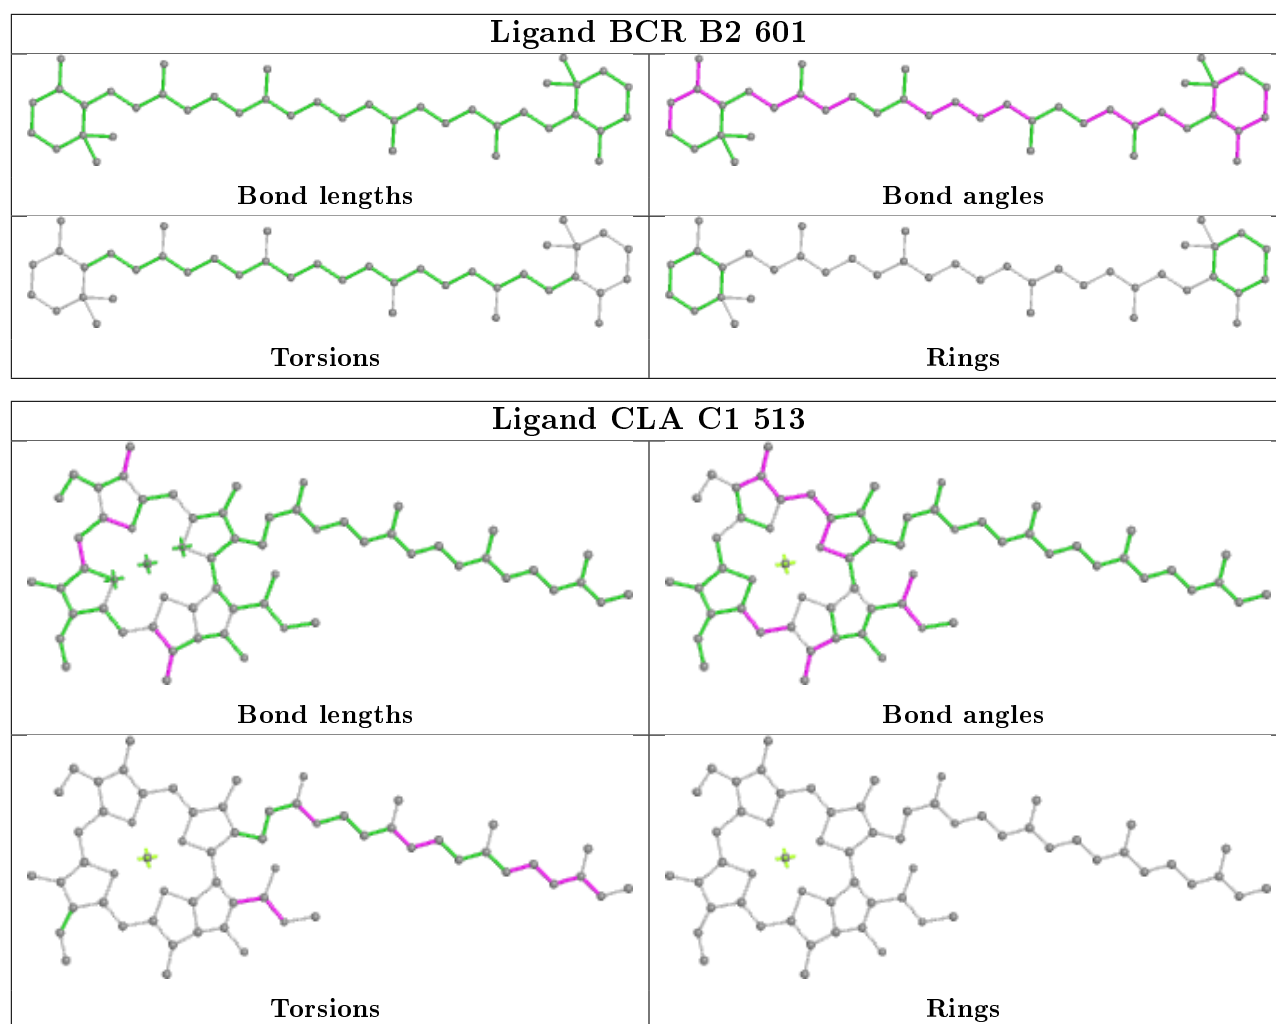 Ligand BCR B2 601
Bond lengths
Bond angles
Torsions
Rings
Ligand CLA C1 513
Bond lengths
Bond angles
Torsions
Rings